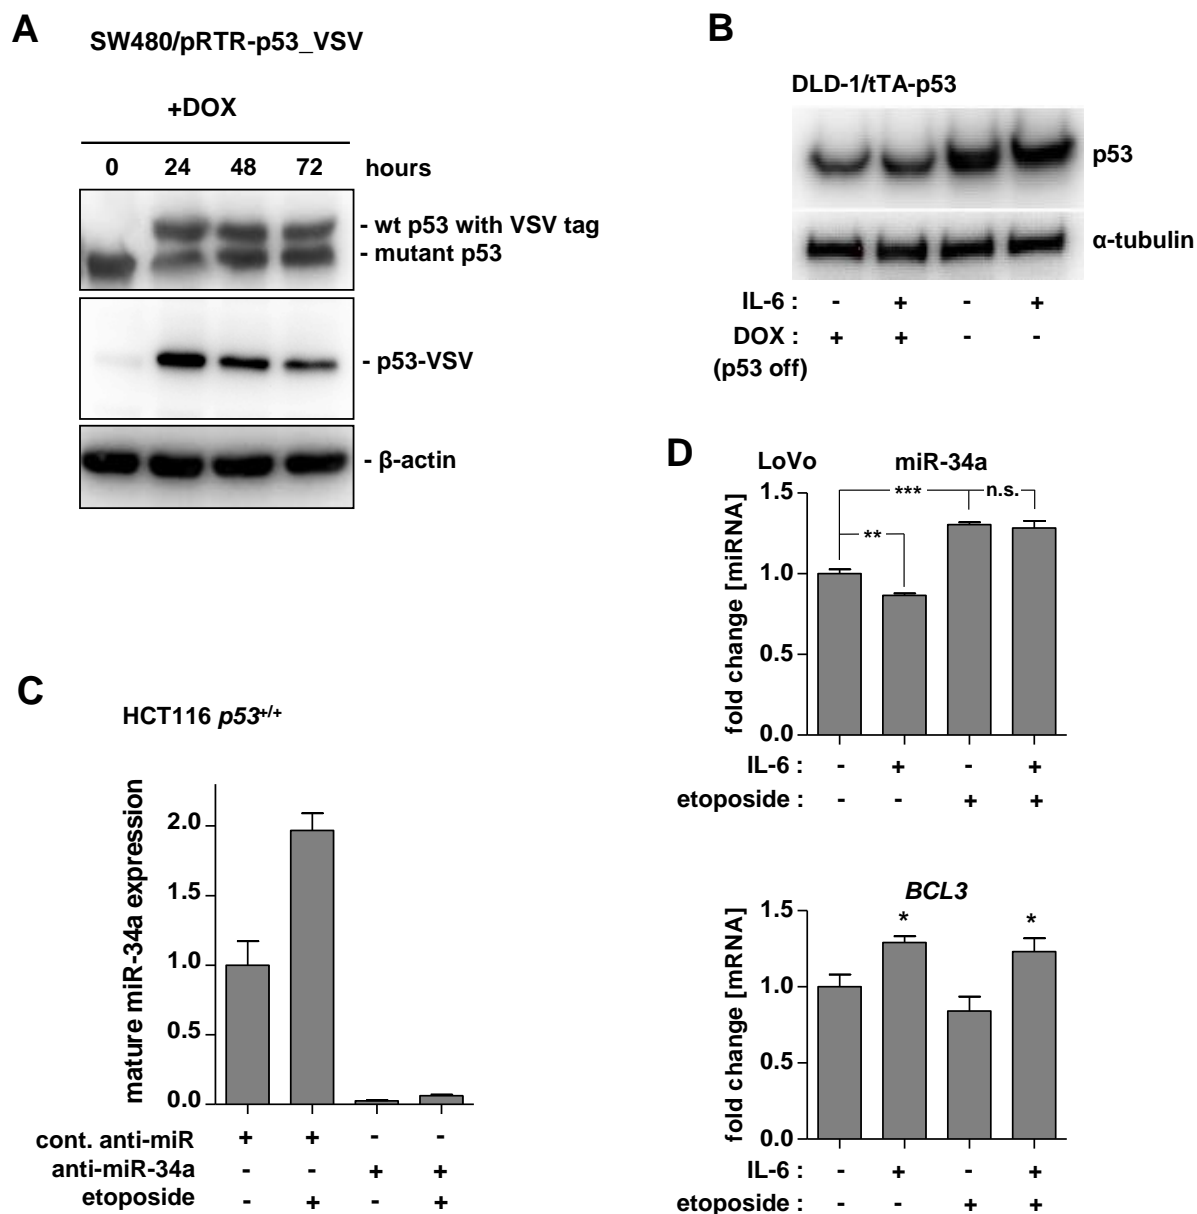 A
SW480/pRTR-p53_VSV
+DOX
0 24 48 72 hours
- wt p53 with VSV tag
- mutant p53
- p53-VSV
- β-actin
B
DLD-1/tTA-p53
p53
α-tubulin
IL-6 : - + - +
DOX : + + - -
(p53 off)
C
HCT116 p53+/+
mature miR-34a expression
2.0
1.5
1.0
0.5
0.0
cont. anti-miR + + - -
anti-miR-34a - - + +
etoposide - + - +
D
LoVo miR-34a
fold change [miRNA]
1.5
1.0
0.5
0.0
*** n.s.
**
IL-6 : - + - +
etoposide : - - + +
BCL3
fold change [mRNA]
1.5
1.0
0.5
0.0
* *
IL-6 : - + - +
etoposide : - - + +